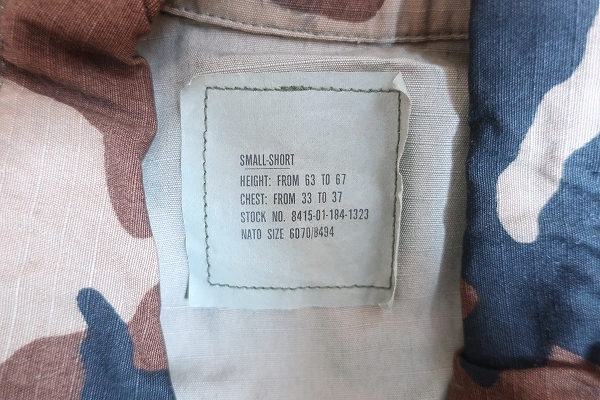 SMALL-SHORT
HEIGHT: FROM 63 TO 67
CHEST: FROM 33 TO 37
STOCK NO. 8415-01-184-1323
NATO SIZE 6070/8494